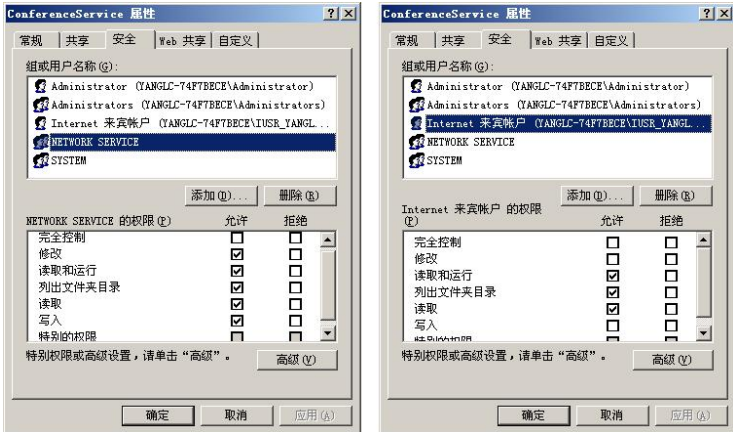 ConferenceService 属性
常规 共享 安全 Web 共享 自定义
组或用户名称(G):
Administrator (YANGLC-74F7BECE\Administrator)
Administrators (YANGLC-74F7BECE\Administrators)
Internet 来宾帐户 (YANGLC-74F7BECE\IUSR_YANGL...
NETWORK SERVICE
SYSTEM
添加(D)... 删除(R)
NETWORK SERVICE 的权限(P) 允许 拒绝
完全控制
修改
读取和运行
列出文件夹目录
读取
写入
特别的权限
特别权限或高级设置，请单击“高级”。 高级(V)
确定 取消 应用(A)
ConferenceService 属性
常规 共享 安全 Web 共享 自定义
组或用户名称(G):
Administrator (YANGLC-74F7BECE\Administrator)
Administrators (YANGLC-74F7BECE\Administrators)
Internet 来宾帐户 (YANGLC-74F7BECE\IUSR_YANGL...
NETWORK SERVICE
SYSTEM
添加(D)... 删除(R)
Internet 来宾帐户 的权限
(P) 允许 拒绝
完全控制
修改
读取和运行
列出文件夹目录
读取
写入
特别的权限
特别权限或高级设置，请单击“高级”。 高级(V)
确定 取消 应用(A)